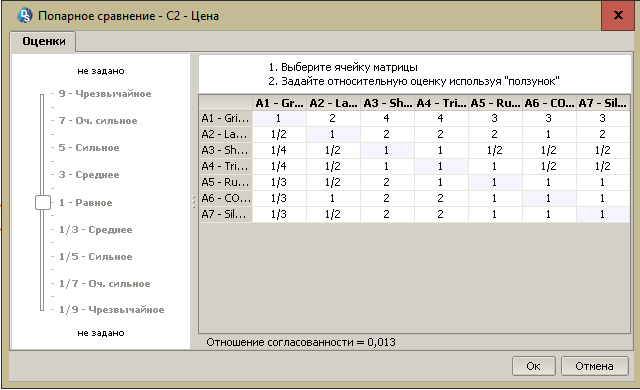 Попарное сравнение - C2 - Цена
x
Оценки
не задано
9 - Чрезвычайное
7 - Оч. сильное
5 - Сильное
3 - Среднее
1 - Равное
1/3 - Среднее
1/5 - Сильное
1/7 - Оч. сильное
1/9 - Чрезвычайное
не задано
1. Выберите ячейку матрицы
2. Задайте относительную оценку используя "ползунок"
A1 - Gr... A2 - La... A3 - Sh... A4 - Tri... A5 - Ru... A6 - CO... A7 - Sil...
A1 - Gri... 1 2 4 4 3 3 3
A2 - La... 1/2 1 2 2 2 1 2
A3 - Sh... 1/4 1/2 1 1 1/2 1/2 1/2
A4 - Tri... 1/4 1/2 1 1 1 1/2 1/2
A5 - Ru... 1/3 1/2 2 1 1 1 1
A6 - CO... 1/3 1 2 2 1 1 1
A7 - Sil... 1/3 1/2 2 2 1 1 1
Отношение согласованности = 0,013
Ок Отмена